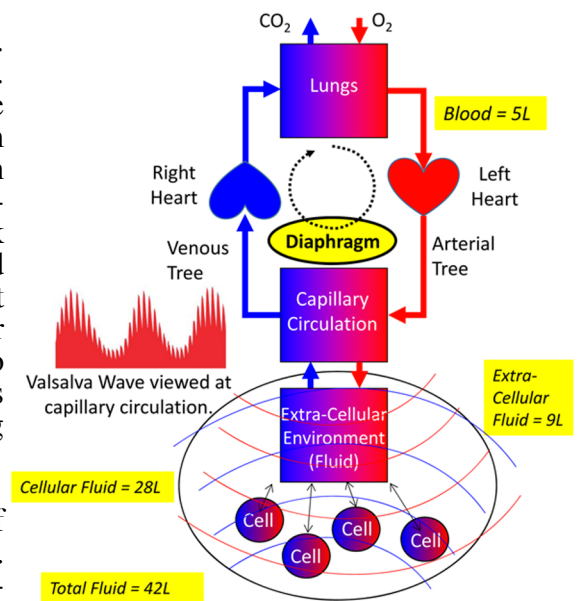 CO2
O2
Lungs
Blood = 5L
Right
Heart
Left
Heart
Diaphragm
Venous
Tree
Arterial
Tree
Capillary
Circulation
Valsalva Wave viewed at
capillary circulation.
Extra-Cellular
Environment
(Fluid)
Extra-
Cellular
Fluid = 9L
Cellular Fluid = 28L
Cell
Cell
Cell
Cell
Total Fluid = 42L